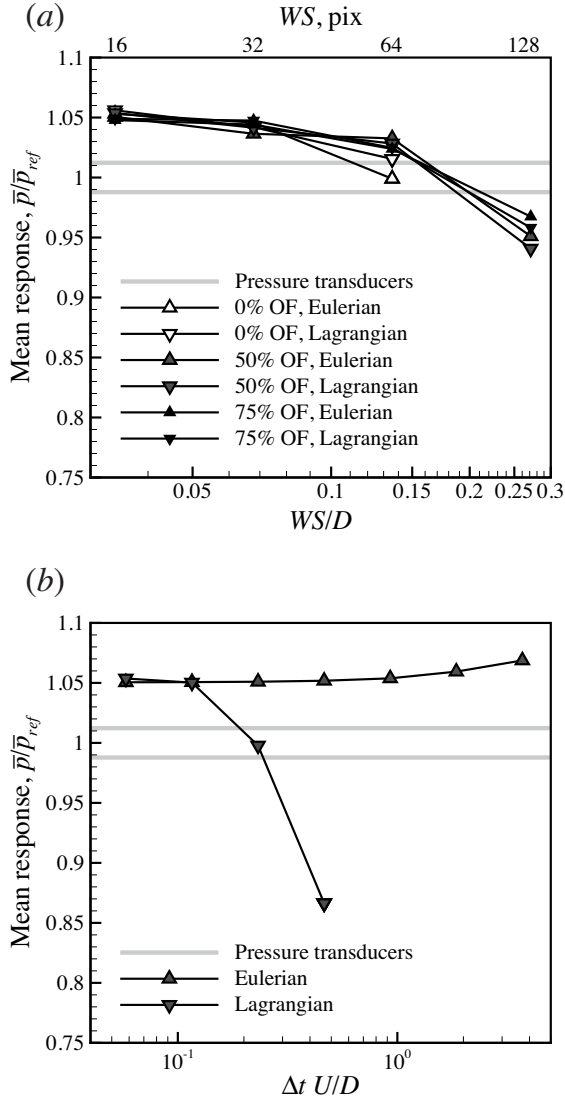 (a)
WS, pix
16 32 64 128
1.1
1.05
1
0.95
0.9
0.85
0.8
0.75
Mean response, p̅/p̅ref
Pressure transducers
0% OF, Eulerian
0% OF, Lagrangian
50% OF, Eulerian
50% OF, Lagrangian
75% OF, Eulerian
75% OF, Lagrangian
0.05 0.1 0.15 0.2 0.25 0.3
WS/D
(b)
1.1
1.05
1
0.95
0.9
0.85
0.8
0.75
Mean response, p̅/p̅ref
Pressure transducers
Eulerian
Lagrangian
10⁻¹ 10⁰
Δt U/D